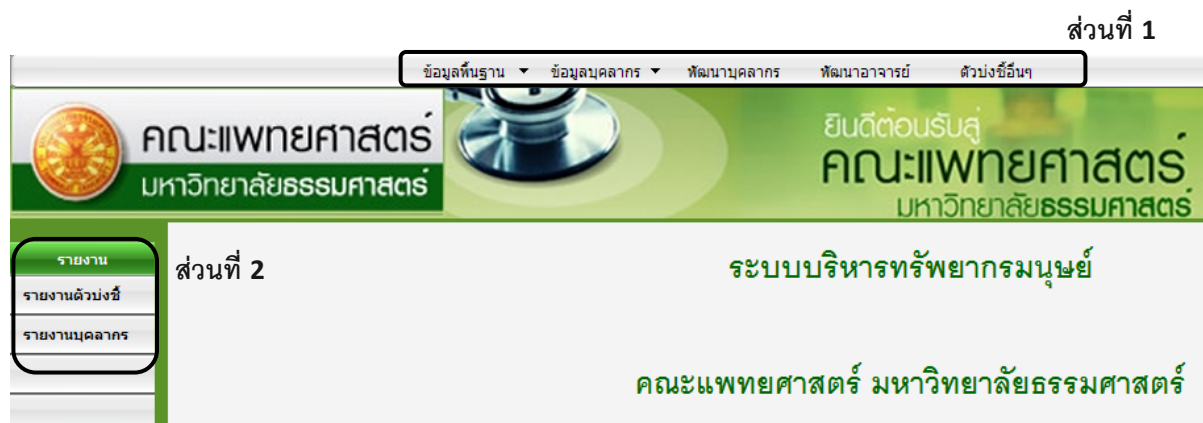 ส่วนที่ 1
ข้อมูลพื้นฐาน ข้อมูลบุคลากร พัฒนาบุคลากร พัฒนาอาจารย์ ตัวบ่งชี้อื่นๆ
คณะแพทยศาสตร์
มหาวิทยาลัยธรรมศาสตร์
ยินดีต้อนรับสู่
คณะแพทยศาสตร์
มหาวิทยาลัยธรรมศาสตร์
รายงาน
รายงานตัวบ่งชี้
รายงานบุคลากร
ส่วนที่ 2
ระบบบริหารทรัพยากรมนุษย์
คณะแพทยศาสตร์ มหาวิทยาลัยธรรมศาสตร์